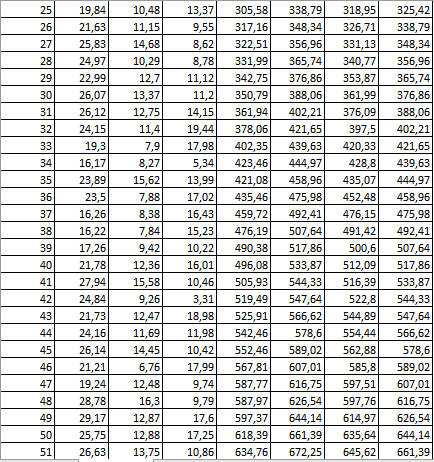 25 19,84 10,48 13,37 305,58 338,79 318,95 325,42
26 21,63 11,15 9,55 317,16 348,34 326,71 338,79
27 25,83 14,68 8,62 322,51 356,96 331,13 348,34
28 24,97 10,29 8,78 331,99 365,74 340,77 356,96
29 22,99 12,7 11,12 342,75 376,86 353,87 365,74
30 26,07 13,37 11,2 350,79 388,06 361,99 376,86
31 26,12 12,75 14,15 361,94 402,21 376,09 388,06
32 24,15 11,4 19,44 378,06 421,65 397,5 402,21
33 19,3 7,9 17,98 402,35 439,63 420,33 421,65
34 16,17 8,27 5,34 423,46 444,97 428,8 439,63
35 23,89 15,62 13,99 421,08 458,96 435,07 444,97
36 23,5 7,88 17,02 435,46 475,98 452,48 458,96
37 16,26 8,38 16,43 459,72 492,41 476,15 475,98
38 16,22 7,84 15,23 476,19 507,64 491,42 492,41
39 17,26 9,42 10,22 490,38 517,86 500,6 507,64
40 21,78 12,36 16,01 496,08 533,87 512,09 517,86
41 27,94 15,58 10,46 505,93 544,33 516,39 533,87
42 24,84 9,26 3,31 519,49 547,64 522,8 544,33
43 21,73 12,47 18,98 525,91 566,62 544,89 547,64
44 24,16 11,69 11,98 542,46 578,6 554,44 566,62
45 26,14 14,45 10,42 552,46 589,02 562,88 578,6
46 21,21 6,76 17,99 567,81 607,01 585,8 589,02
47 19,24 12,48 9,74 587,77 616,75 597,51 607,01
48 28,78 16,3 9,79 587,97 626,54 597,76 616,75
49 29,17 12,87 17,6 597,37 644,14 614,97 626,54
50 25,75 12,88 17,25 618,39 661,39 635,64 644,14
51 26,63 13,75 10,86 634,76 672,25 645,62 661,39